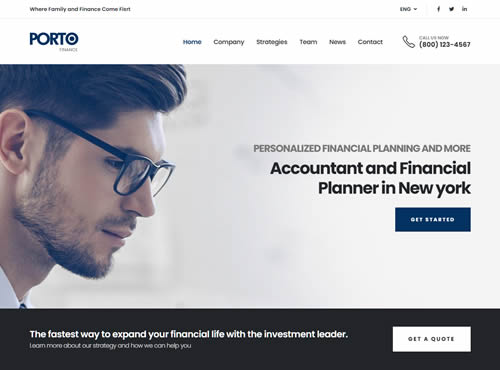 Where Family and Finance Come Fisrt
ENG
PORTO
FINANCE
Home Company Strategies Team News Contact
CALL US NOW
(800) 123-4567
PERSONALIZED FINANCIAL PLANNING AND MORE
Accountant and Financial
Planner in New york
GET STARTED
The fastest way to expand your financial life with the investment leader.
Learn more about our strategy and how we can help you
GET A QUOTE